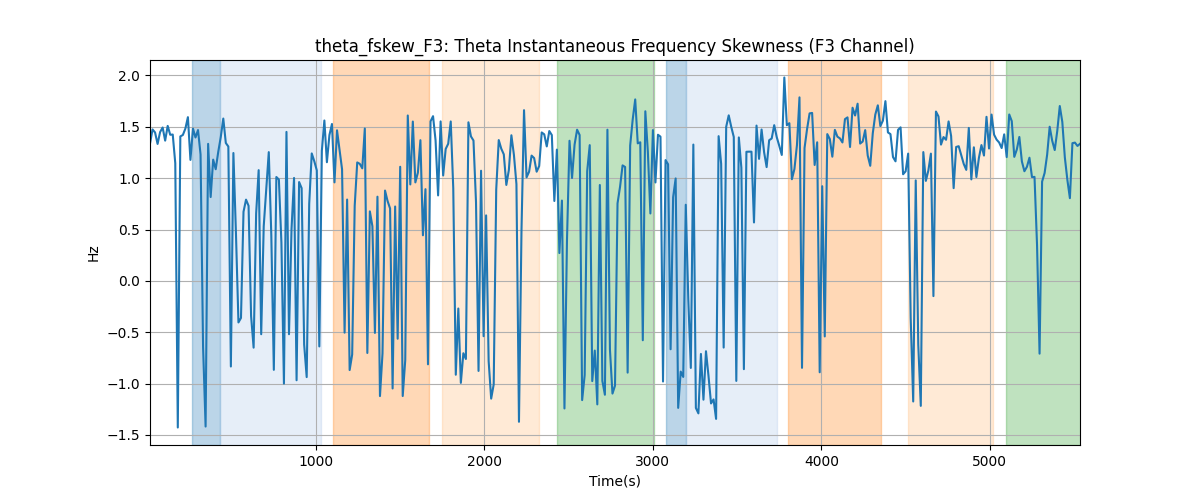 theta_fskew_F3: Theta Instantaneous Frequency Skewness (F3 Channel)
2.0
1.5
1.0
0.5
0.0
−0.5
−1.0
−1.5
Hz
1000 2000 3000 4000 5000
Time(s)